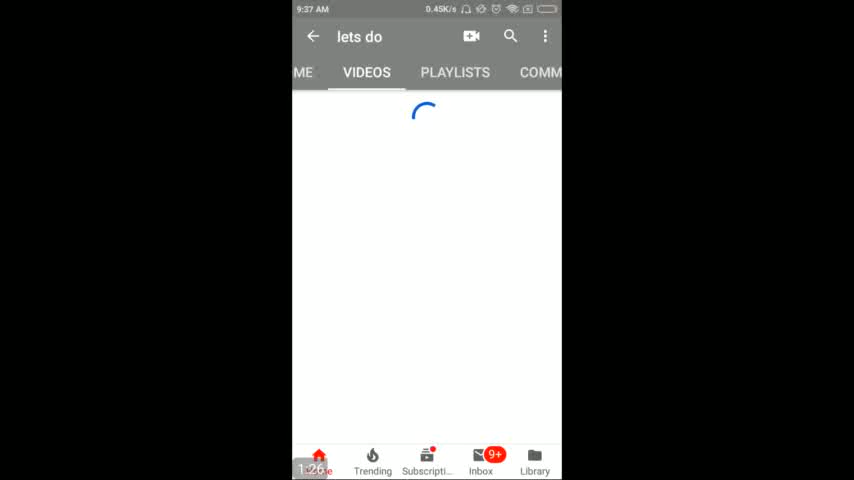 9:37 AM 0.45K/s
lets do
ME VIDEOS PLAYLISTS COMM
9+
1:26
Trending Subscripti... Inbox Library